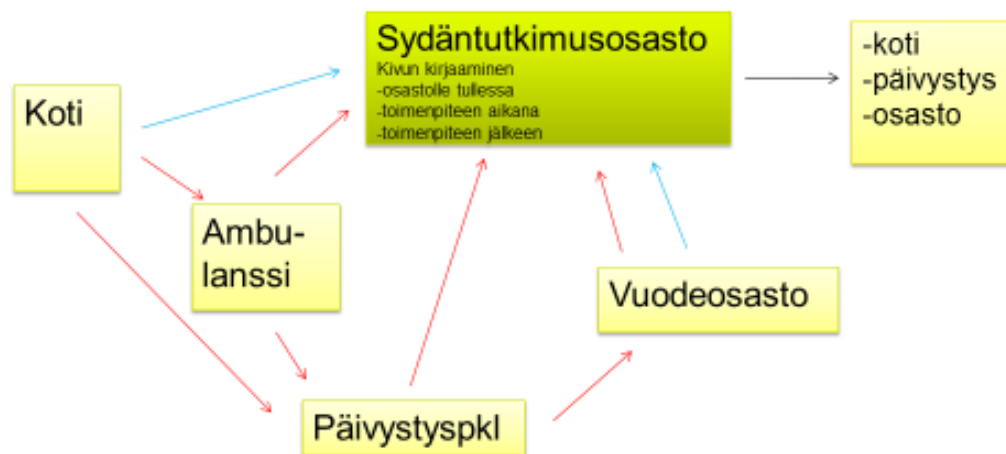 Sydäntutkimusosasto
Kivun kirjaaminen
-osastolle tullessa
-toimenpiteen aikana
-toimenpiteen jälkeen
-koti
-päivystys
-osasto
Koti
Ambu-
lanssi
Vuodeosasto
Päivystyspkl